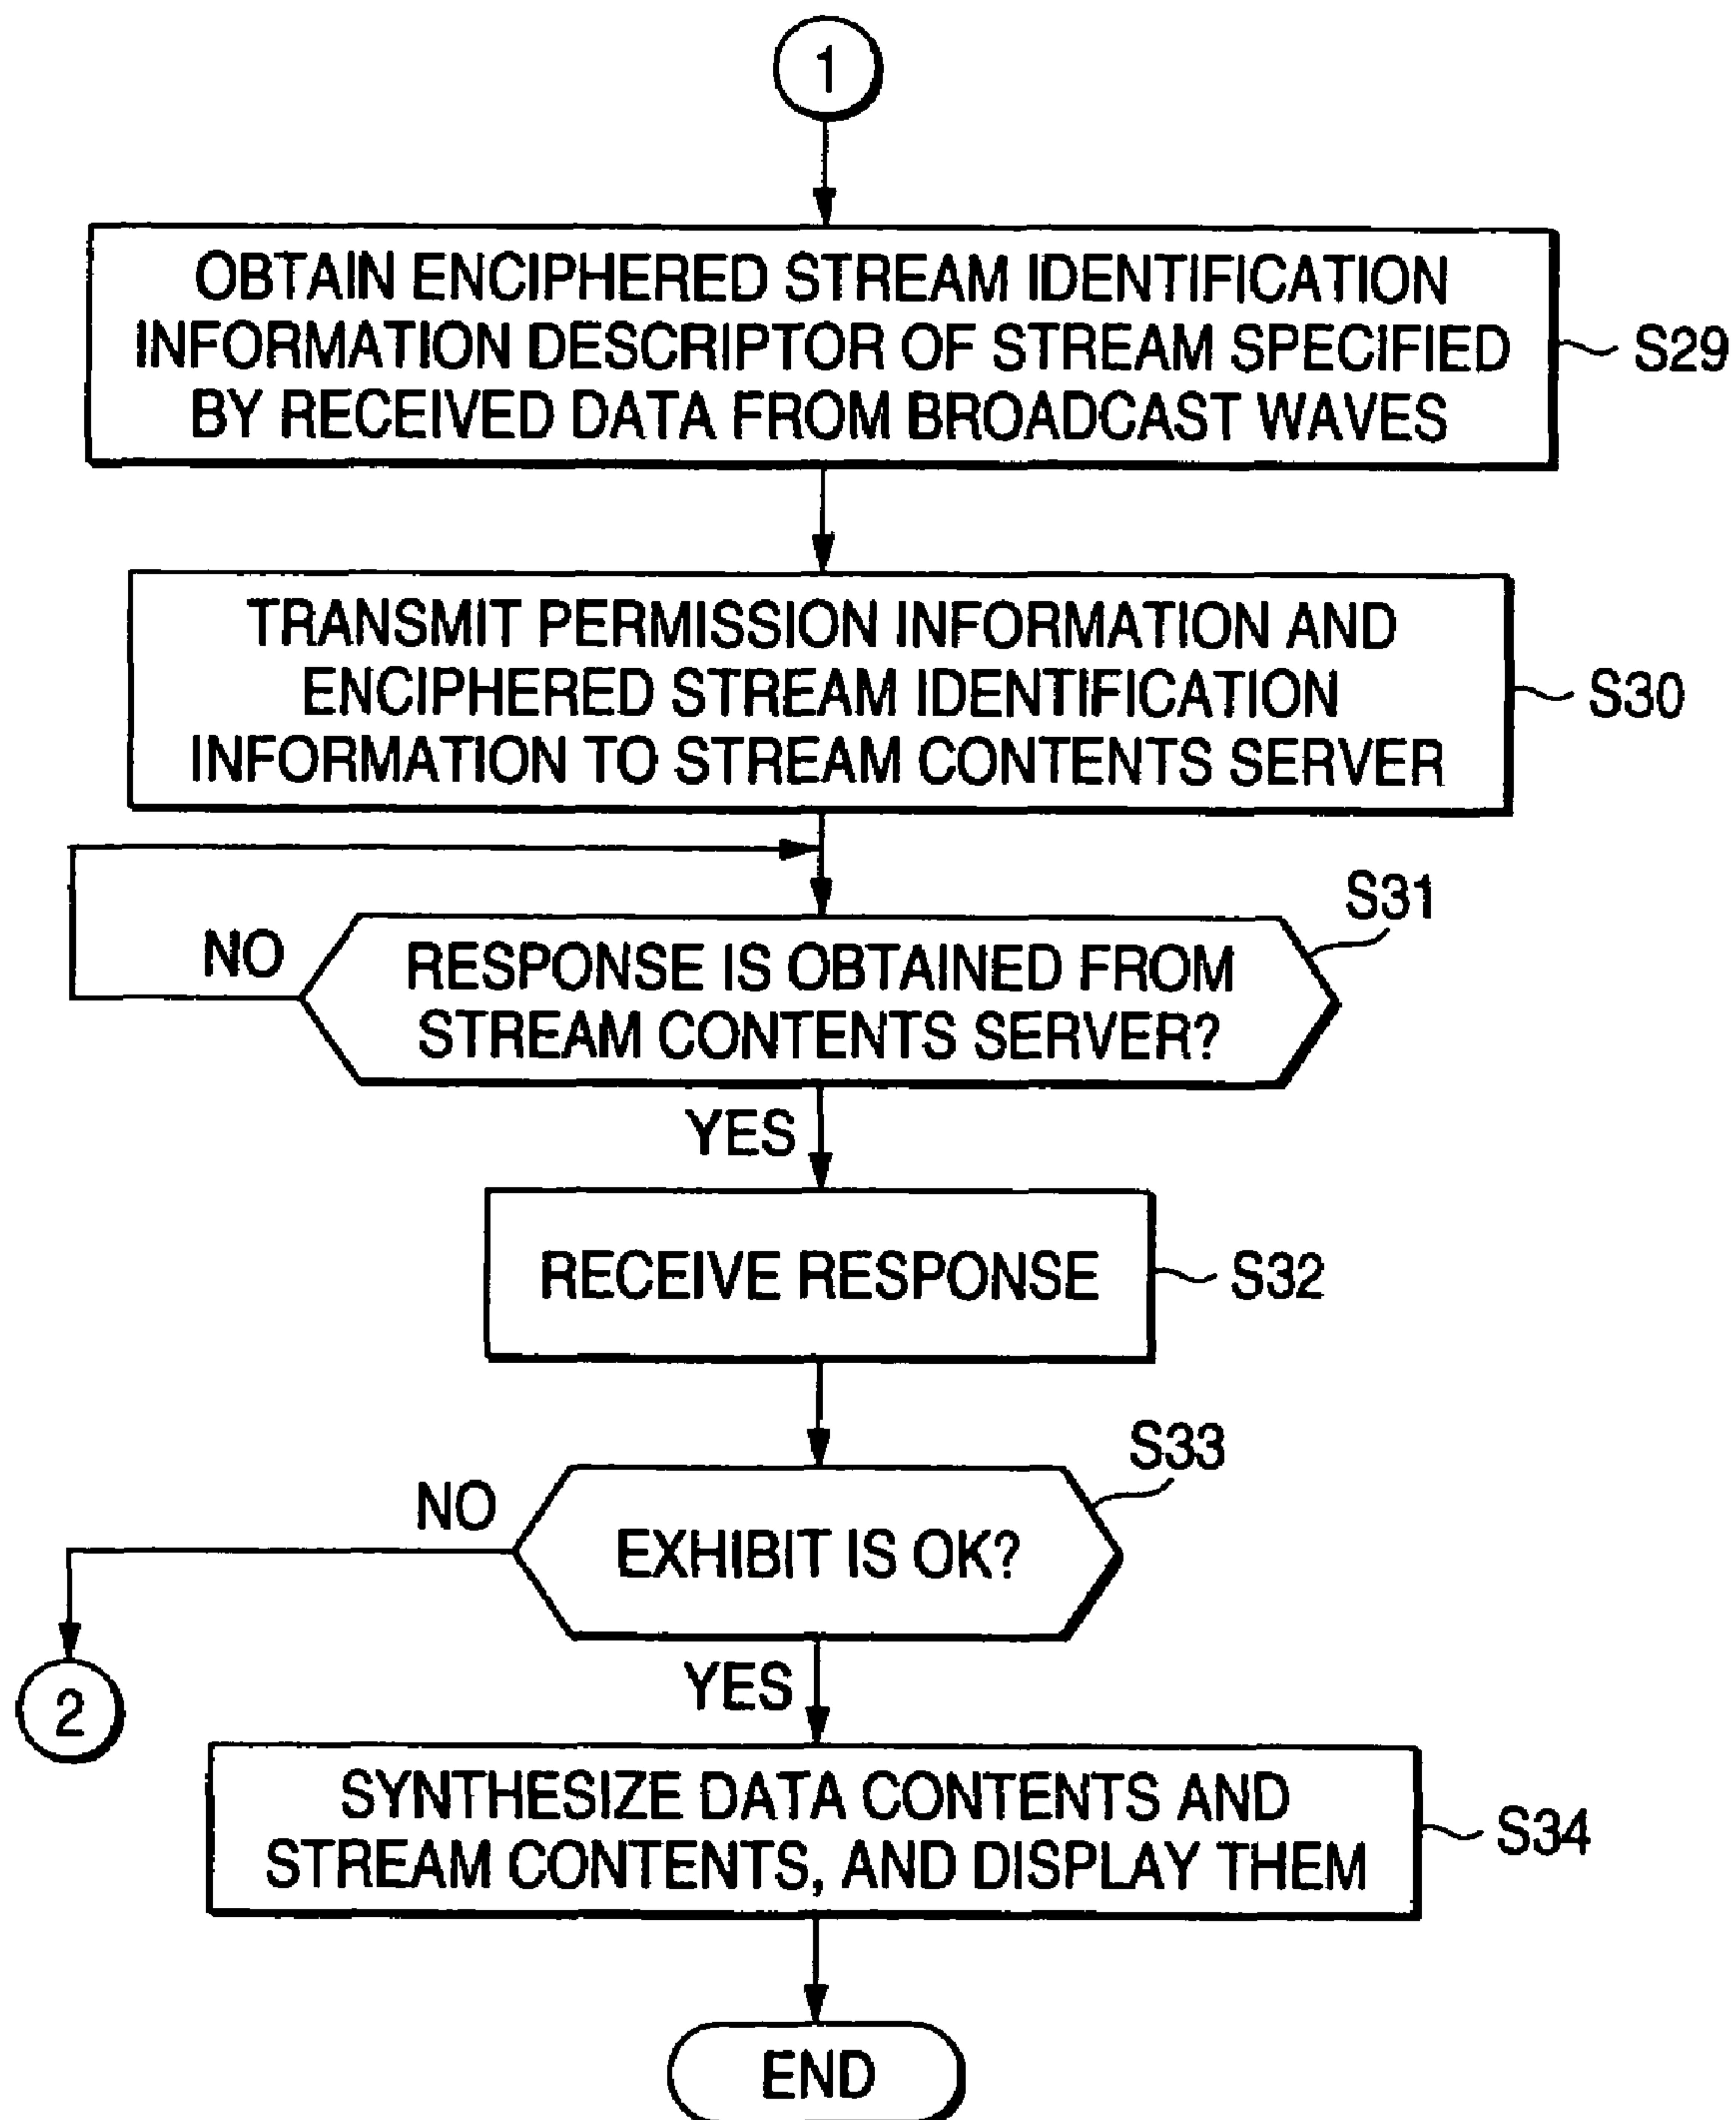 1
OBTAIN ENCIPHERED STREAM IDENTIFICATION
INFORMATION DESCRIPTOR OF STREAM SPECIFIED
BY RECEIVED DATA FROM BROADCAST WAVES
S29
TRANSMIT PERMISSION INFORMATION AND
ENCIPHERED STREAM IDENTIFICATION
INFORMATION TO STREAM CONTENTS SERVER
S30
S31
NO
RESPONSE IS OBTAINED FROM
STREAM CONTENTS SERVER?
YES
RECEIVE RESPONSE
S32
S33
NO
EXHIBIT IS OK?
2
YES
SYNTHESIZE DATA CONTENTS AND
STREAM CONTENTS, AND DISPLAY THEM
S34
END